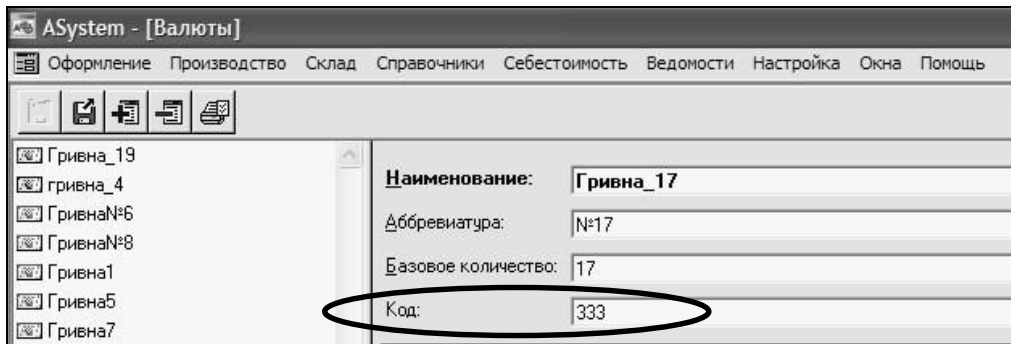 ASystem - [Валюты]
Оформление Производство Склад Справочники Себестоимость Ведомости Настройка Окна Помощь
Гривна_19
гривна_4
Гривна№6
Гривна№8
Гривна1
Гривна5
Гривна7
Наименование: Гривна_17
Аббревиатура: №17
Базовое количество: 17
Код: 333